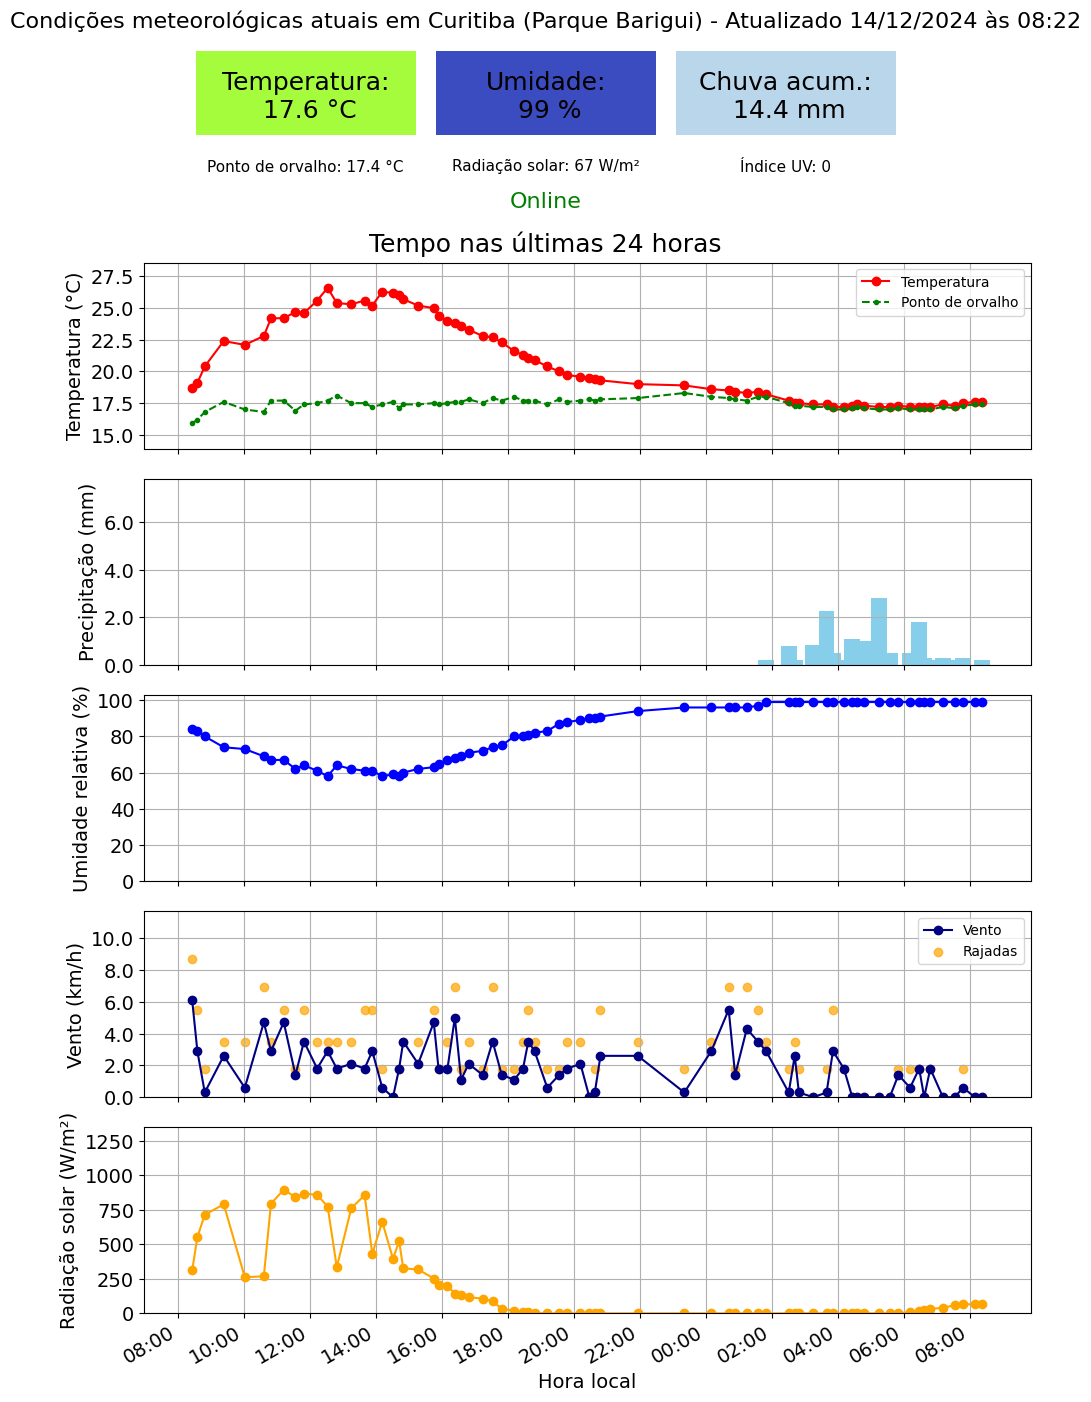 Condições meteorológicas atuais em Curitiba (Parque Barigui) - Atualizado 14/12/2024 às 08:22
Temperatura:
17.6 °C
Umidade:
99 %
Chuva acum.:
14.4 mm
Ponto de orvalho: 17.4 °C
Radiação solar: 67 W/m²
Índice UV: 0
Online
Tempo nas últimas 24 horas
Temperatura (°C)
27.5
25.0
22.5
20.0
17.5
15.0
Temperatura
Ponto de orvalho
Precipitação (mm)
6.0
4.0
2.0
0.0
Umidade relativa (%)
100
80
60
40
20
0
Vento (km/h)
10.0
8.0
6.0
4.0
2.0
0.0
Vento
Rajadas
Radiação solar (W/m²)
1250
1000
750
500
250
0
08:00
10:00
12:00
14:00
16:00
18:00
20:00
22:00
00:00
02:00
04:00
06:00
08:00
Hora local